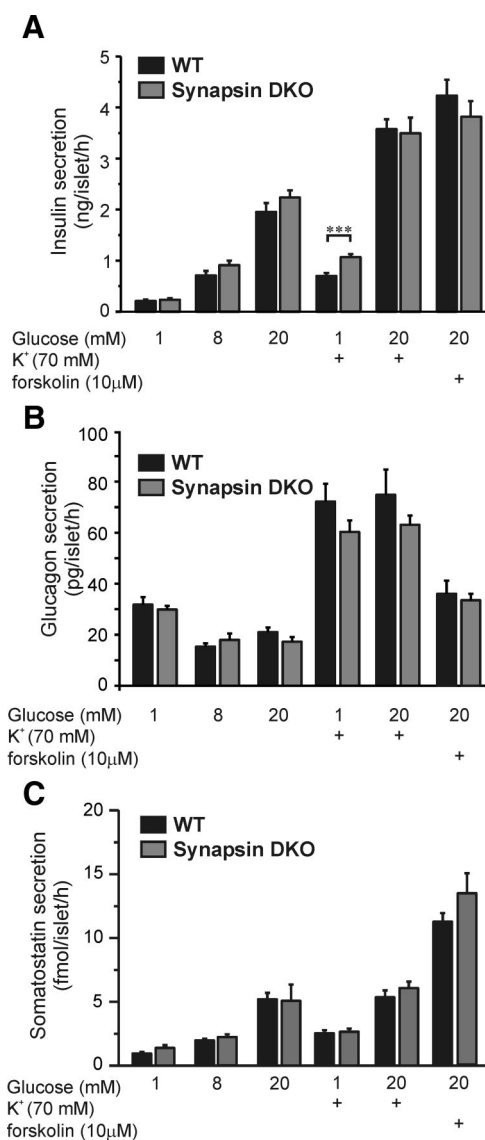 A
WT
Synapsin DKO
Insulin secretion
(ng/islet/h)
5
4
3
2
1
0
***
Glucose (mM) 1 8 20 1 20 20
K⁺ (70 mM) + +
forskolin (10μM) +
B
WT
Synapsin DKO
Glucagon secretion
(pg/islet/h)
100
80
60
40
20
0
Glucose (mM) 1 8 20 1 20 20
K⁺ (70 mM) + +
forskolin (10μM) +
C
WT
Synapsin DKO
Somatostatin secretion
(fmol/islet/h)
20
15
10
5
0
Glucose (mM) 1 8 20 1 20 20
K⁺ (70 mM) + +
forskolin (10μM) +